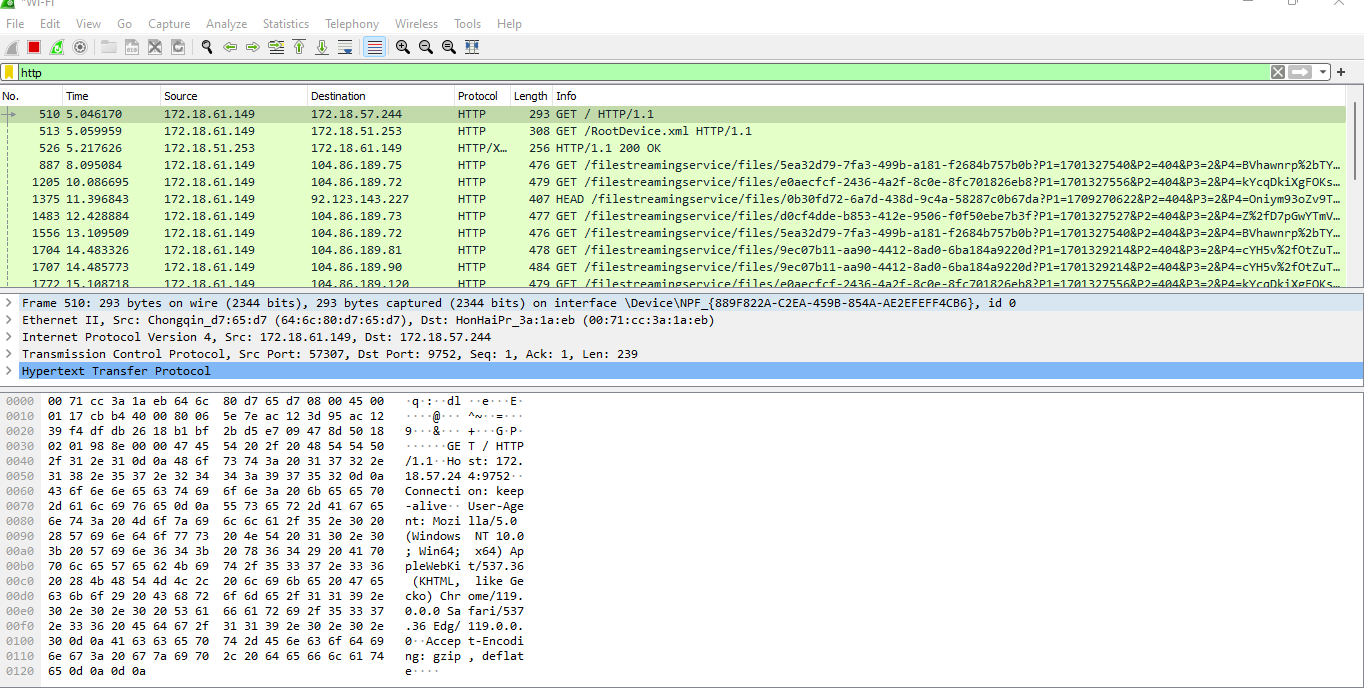 *Wi-Fi
File Edit View Go Capture Analyze Statistics Telephony Wireless Tools Help
http
No. Time Source Destination Protocol Length Info
510 5.046170 172.18.61.149 172.18.57.244 HTTP 293 GET / HTTP/1.1
513 5.059959 172.18.61.149 172.18.51.253 HTTP 308 GET /RootDevice.xml HTTP/1.1
526 5.217626 172.18.51.253 172.18.61.149 HTTP/X… 256 HTTP/1.1 200 OK
887 8.095084 172.18.61.149 104.86.189.75 HTTP 476 GET /filestreamingservice/files/5ea32d79-7fa3-499b-a181-f2684b757b0b?P1=1701327540&P2=404&P3=2&P4=BVhawnrp%2bTY…
1205 10.086695 172.18.61.149 104.86.189.72 HTTP 479 GET /filestreamingservice/files/e0aecfcf-2436-4a2f-8c0e-8fc701826eb8?P1=1701327556&P2=404&P3=2&P4=kYcqDkiXgFOKs…
1375 11.396843 172.18.61.149 92.123.143.227 HTTP 407 HEAD /filestreamingservice/files/0b30fd72-6a7d-438d-9c4a-58287c0b67da?P1=1709270622&P2=404&P3=2&P4=Oniym93oZv9T…
1483 12.428884 172.18.61.149 104.86.189.73 HTTP 477 GET /filestreamingservice/files/d0cf4dde-b853-412e-9506-f0f50ebe7b3f?P1=1701327527&P2=404&P3=2&P4=Z%2fD7pGwYTmV…
1556 13.109509 172.18.61.149 104.86.189.72 HTTP 476 GET /filestreamingservice/files/5ea32d79-7fa3-499b-a181-f2684b757b0b?P1=1701327540&P2=404&P3=2&P4=BVhawnrp%2bTY…
1704 14.483326 172.18.61.149 104.86.189.81 HTTP 478 GET /filestreamingservice/files/9ec07b11-aa90-4412-8ad0-6ba184a9220d?P1=1701329214&P2=404&P3=2&P4=cYH5v%2fOtZuT…
1707 14.485773 172.18.61.149 104.86.189.90 HTTP 484 GET /filestreamingservice/files/9ec07b11-aa90-4412-8ad0-6ba184a9220d?P1=1701329214&P2=404&P3=2&P4=cYH5v%2fOtZuT…
1772 15.108718 172.18.61.149 104.86.189.120 HTTP 479 GET /filestreamingservice/files/e0aecfcf-2436-4a2f-8c0e-8fc701826eb8?P1=1701327556&P2=404&P3=2&P4=kYcqDkiXgFOKs…
Frame 510: 293 bytes on wire (2344 bits), 293 bytes captured (2344 bits) on interface \Device\NPF_{889F822A-C2EA-459B-854A-AE2EFEFF4CB6}, id 0
Ethernet II, Src: Chongqin_d7:65:d7 (64:6c:80:d7:65:d7), Dst: HonHaiPr_3a:1a:eb (00:71:cc:3a:1a:eb)
Internet Protocol Version 4, Src: 172.18.61.149, Dst: 172.18.57.244
Transmission Control Protocol, Src Port: 57307, Dst Port: 9752, Seq: 1, Ack: 1, Len: 239
Hypertext Transfer Protocol
0000 00 71 cc 3a 1a eb 64 6c 80 d7 65 d7 08 00 45 00 ·q·:··dl ··e···E·
0010 01 17 cb b4 40 00 80 06 5e 7e ac 12 3d 95 ac 12 ····@··· ^~··=···
0020 39 f4 df db 26 18 b1 bf 2b d5 e7 09 47 8d 50 18 9···&··· +···G·P·
0030 02 01 98 8e 00 00 47 45 54 20 2f 20 48 54 54 50 ······GE T / HTTP
0040 2f 31 2e 31 0d 0a 48 6f 73 74 3a 20 31 37 32 2e /1.1··Ho st: 172.
0050 31 38 2e 35 37 2e 32 34 34 3a 39 37 35 32 0d 0a 18.57.24 4:9752··
0060 43 6f 6e 6e 65 63 74 69 6f 6e 3a 20 6b 65 65 70 Connecti on: keep
0070 2d 61 6c 69 76 65 0d 0a 55 73 65 72 2d 41 67 65 -alive·· User-Age
0080 6e 74 3a 20 4d 6f 7a 69 6c 6c 61 2f 35 2e 30 20 nt: Mozi lla/5.0
0090 28 57 69 6e 64 6f 77 73 20 4e 54 20 31 30 2e 30 (Windows NT 10.0
00a0 3b 20 57 69 6e 36 34 3b 20 78 36 34 29 20 41 70 ; Win64; x64) Ap
00b0 70 6c 65 57 65 62 4b 69 74 2f 35 33 37 2e 33 36 pleWebKi t/537.36
00c0 20 28 4b 48 54 4d 4c 2c 20 6c 69 6b 65 20 47 65 (KHTML, like Ge
00d0 63 6b 6f 29 20 43 68 72 6f 6d 65 2f 31 31 39 2e cko) Chr ome/119.
00e0 30 2e 30 2e 30 20 53 61 66 61 72 69 2f 35 33 37 0.0.0 Sa fari/537
00f0 2e 33 36 20 45 64 67 2f 31 31 39 2e 30 2e 30 2e .36 Edg/ 119.0.0.
0100 30 0d 0a 41 63 63 65 70 74 2d 45 6e 63 6f 64 69 0··Accep t-Encodi
0110 6e 67 3a 20 67 7a 69 70 2c 20 64 65 66 6c 61 74 ng: gzip , deflat
0120 65 0d 0a 0d 0a e····